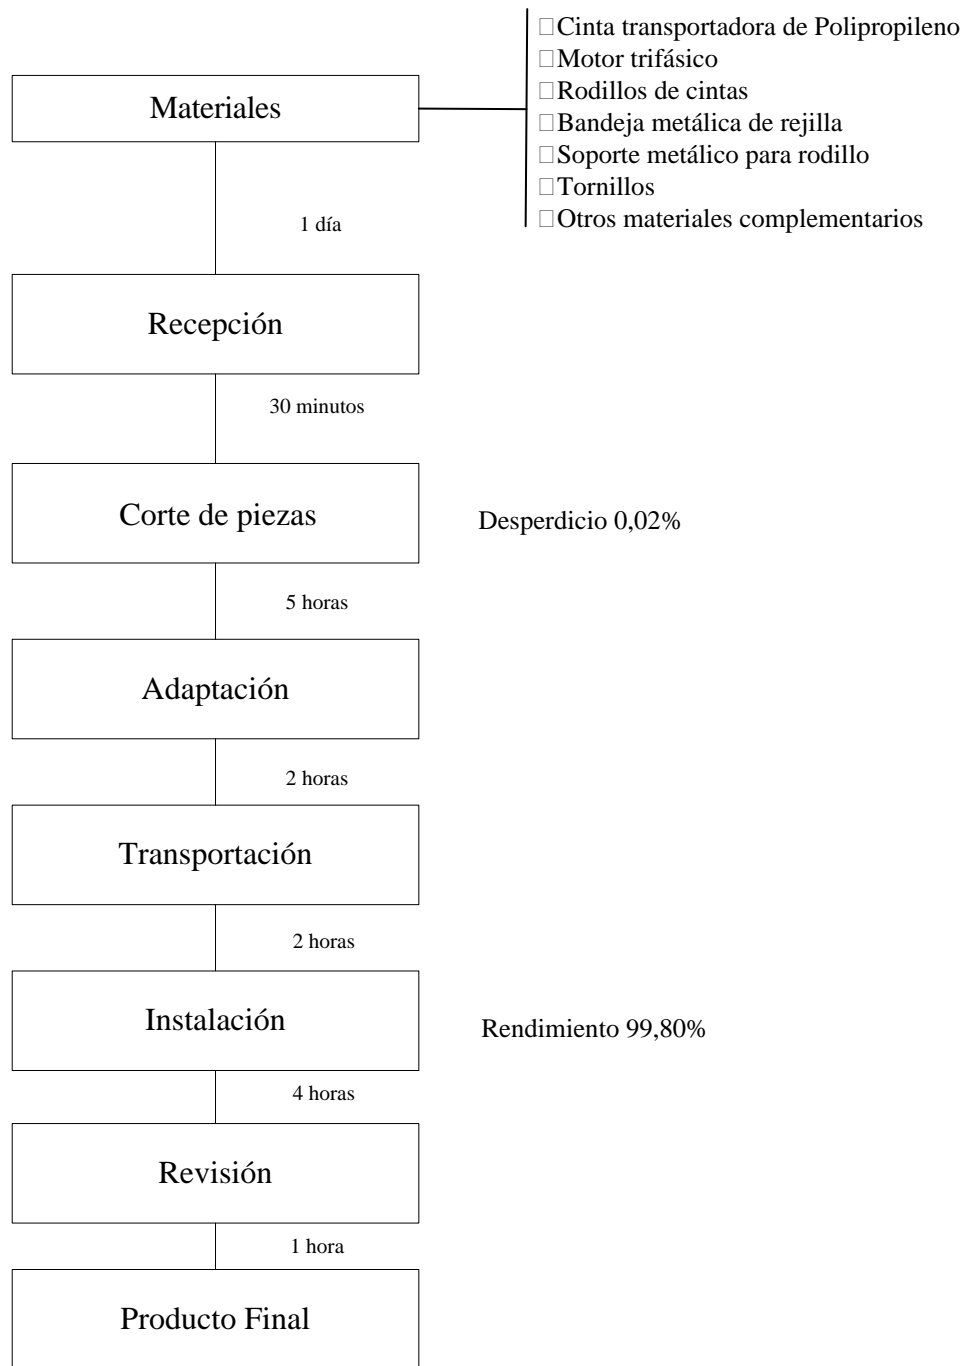 □Cinta transportadora de Polipropileno
□Motor trifásico
□Rodillos de cintas
□Bandeja metálica de rejilla
□Soporte metálico para rodillo
□Tornillos
□Otros materiales complementarios
Materiales
1 día
Recepción
30 minutos
Corte de piezas
Desperdicio 0,02%
5 horas
Adaptación
2 horas
Transportación
2 horas
Instalación
Rendimiento 99,80%
4 horas
Revisión
1 hora
Producto Final